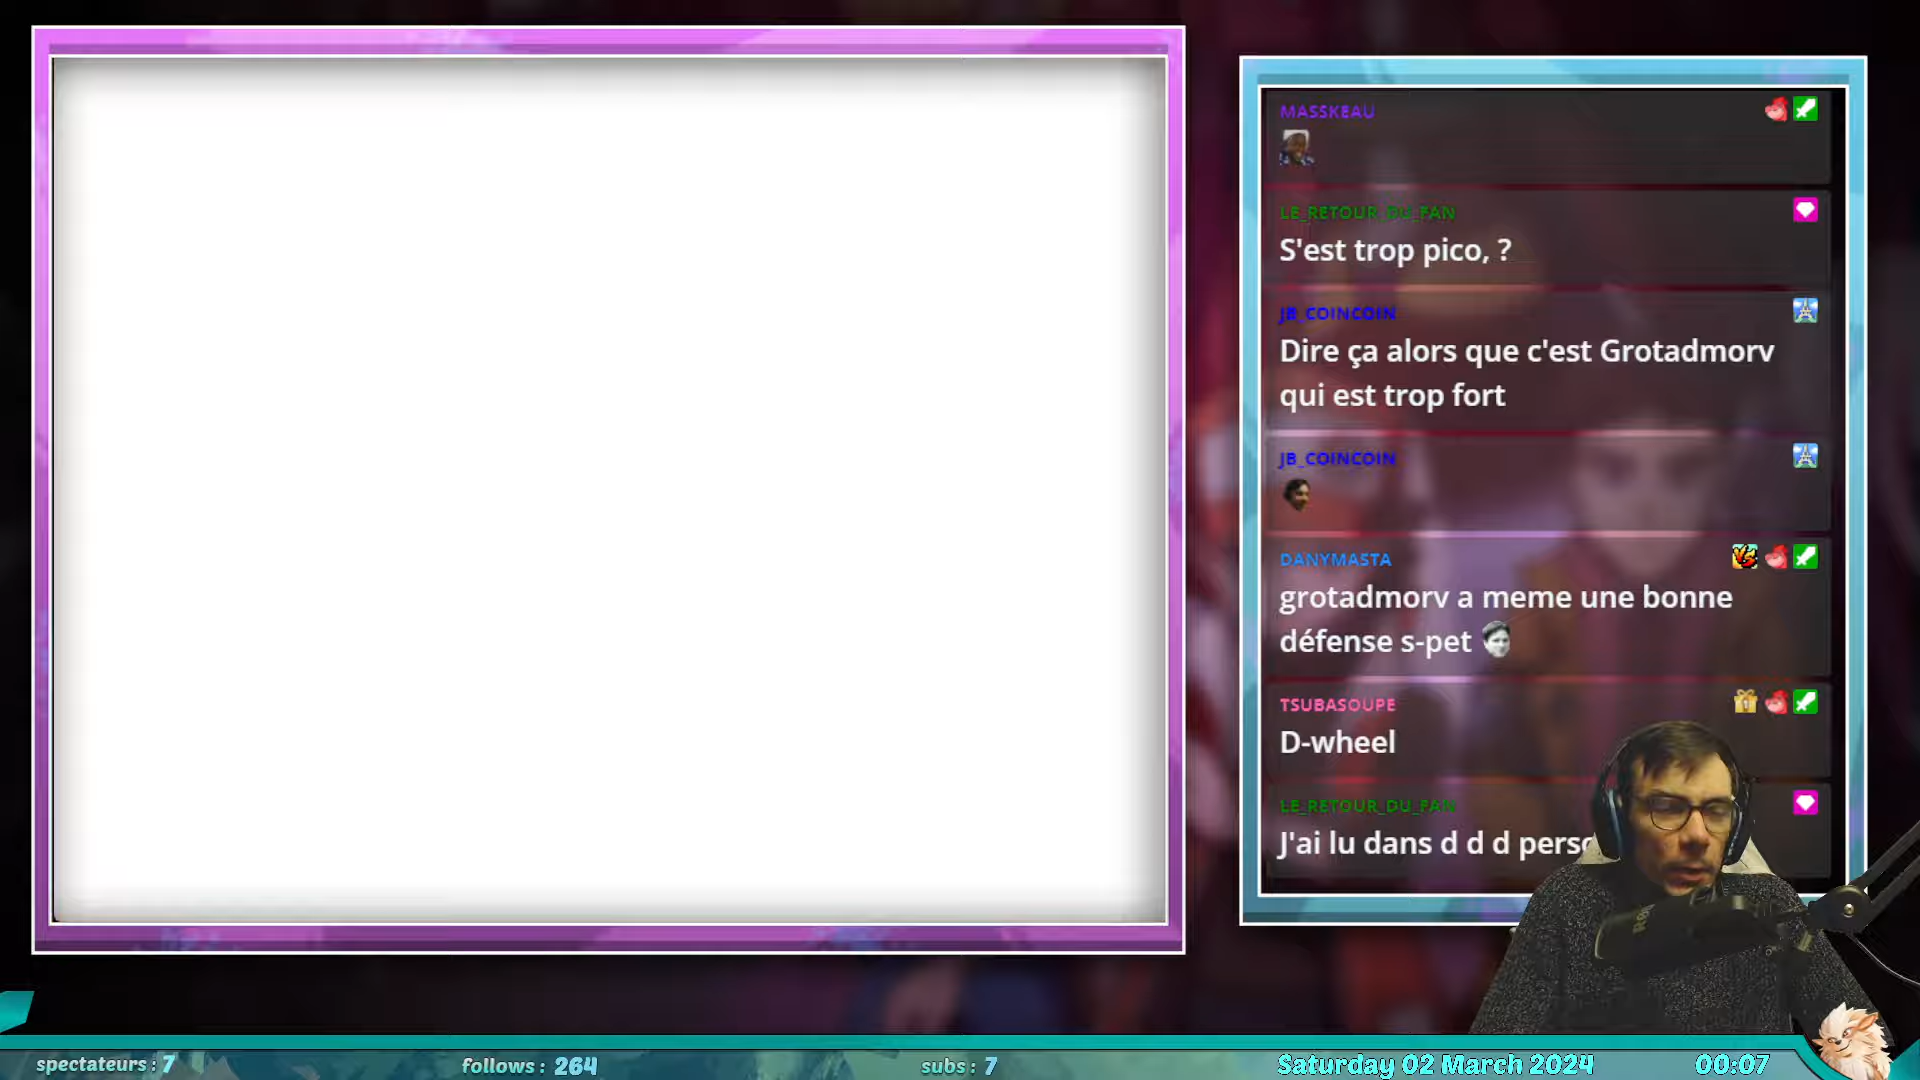 MASSKEAU
LE_RETOUR_DU_FAN
S'est trop pico, ?
JB_COINCOIN
Dire ça alors que c'est Grotadmorv
qui est trop fort
JB_COINCOIN
DANYMASTA
grotadmorv a meme une bonne
défense s-pet
TSUBASOUPE
D-wheel
LE_RETOUR_DU_FAN
J'ai lu dans d d d
spectateurs : 7
follows : 264
subs : 7
Saturday 02 March 2024
00:07